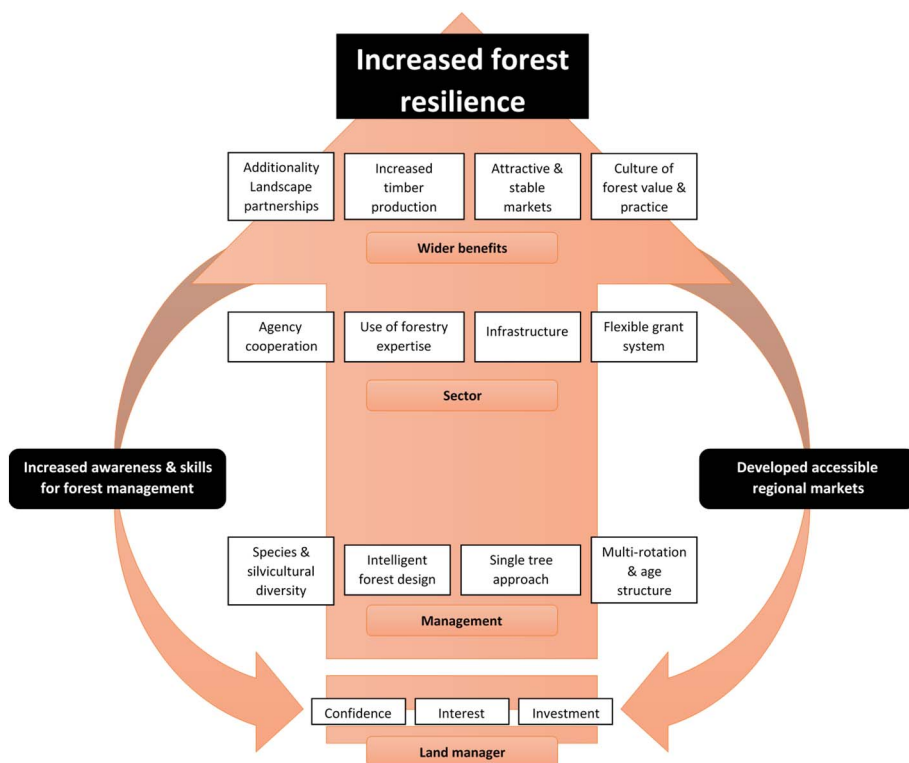 Increased forest
resilience
Additionality
Landscape
partnerships
Increased
timber
production
Attractive &
stable
markets
Culture of
forest value &
practice
Wider benefits
Agency
cooperation
Use of forestry
expertise
Infrastructure
Flexible grant
system
Sector
Increased awareness & skills
for forest management
Developed accessible
regional markets
Species &
silvicultural
diversity
Intelligent
forest design
Single tree
approach
Multi-rotation
& age
structure
Management
Confidence
Interest
Investment
Land manager